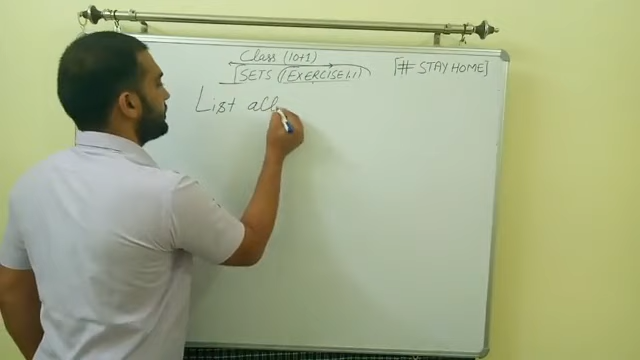 Class (10+1)
SETS (EXERCISE 1.1)
[# STAY HOME]
List all